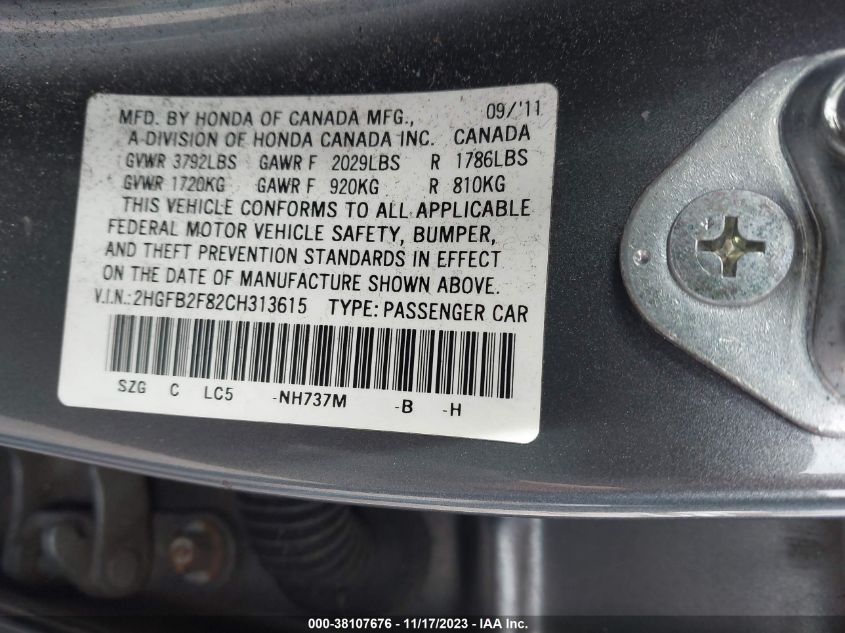 MFD. BY HONDA OF CANADA MFG., 09/'11
A-DIVISION OF HONDA CANADA INC. CANADA
GVWR 3792LBS GAWR F 2029LBS R 1786LBS
GVWR 1720KG GAWR F 920KG R 810KG
THIS VEHICLE CONFORMS TO ALL APPLICABLE
FEDERAL MOTOR VEHICLE SAFETY, BUMPER,
AND THEFT PREVENTION STANDARDS IN EFFECT
ON THE DATE OF MANUFACTURE SHOWN ABOVE.
V.I.N.: 2HGFB2F82CH313615 TYPE: PASSENGER CAR
SZG C LC5 -NH737M -B -H
000-38107676 - 11/17/2023 - IAA Inc.